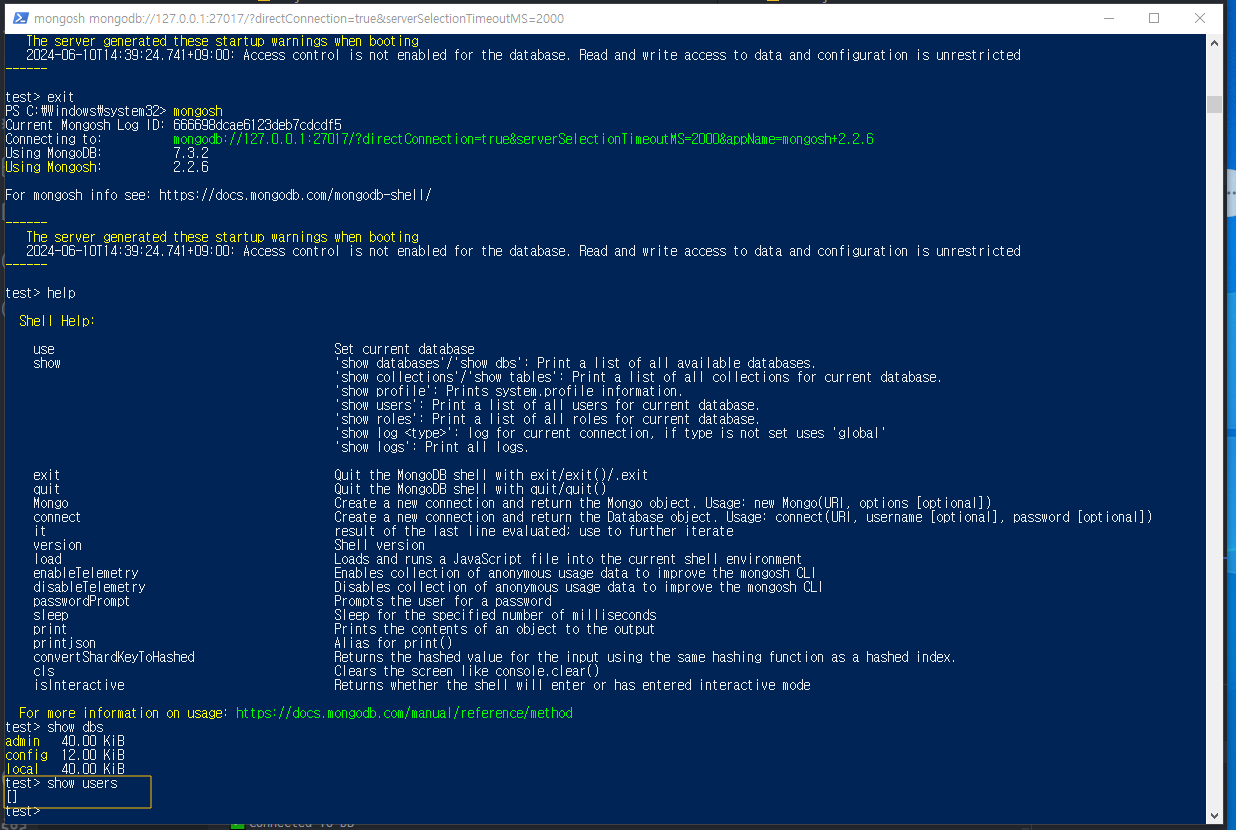 mongosh mongodb://127.0.0.1:27017/?directConnection=true&serverSelectionTimeoutMS=2000
The server generated these startup warnings when booting
2024-06-10T14:39:24.741+09:00: Access control is not enabled for the database. Read and write access to data and configuration is unrestricted
------
test> exit
PS C:₩Windows₩system32> mongosh
Current Mongosh Log ID: 666698dcae6123deb7cdcdf5
Connecting to: mongodb://127.0.0.1:27017/?directConnection=true&serverSelectionTimeoutMS=2000&appName=mongosh+2.2.6
Using MongoDB: 7.3.2
Using Mongosh: 2.2.6
For mongosh info see: https://docs.mongodb.com/mongodb-shell/
------
The server generated these startup warnings when booting
2024-06-10T14:39:24.741+09:00: Access control is not enabled for the database. Read and write access to data and configuration is unrestricted
------
test> help
Shell Help:
use Set current database
show 'show databases'/'show dbs': Print a list of all available databases.
'show collections'/'show tables': Print a list of all collections for current database.
'show profile': Prints system.profile information.
'show users': Print a list of all users for current database.
'show roles': Print a list of all roles for current database.
'show log <type>': log for current connection, if type is not set uses 'global'
'show logs': Print all logs.
exit Quit the MongoDB shell with exit/exit()/.exit
quit Quit the MongoDB shell with quit/quit()
Mongo Create a new connection and return the Mongo object. Usage: new Mongo(URI, options [optional])
connect Create a new connection and return the Database object. Usage: connect(URI, username [optional], password [optional])
it result of the last line evaluated; use to further iterate
version Shell version
load Loads and runs a JavaScript file into the current shell environment
enableTelemetry Enables collection of anonymous usage data to improve the mongosh CLI
disableTelemetry Disables collection of anonymous usage data to improve the mongosh CLI
passwordPrompt Prompts the user for a password
sleep Sleep for the specified number of milliseconds
print Prints the contents of an object to the output
printjson Alias for print()
convertShardKeyToHashed Returns the hashed value for the input using the same hashing function as a hashed index.
cls Clears the screen like console.clear()
isInteractive Returns whether the shell will enter or has entered interactive mode
For more information on usage: https://docs.mongodb.com/manual/reference/method
test> show dbs
admin 40.00 KiB
config 12.00 KiB
local 40.00 KiB
test> show users
[]
test>